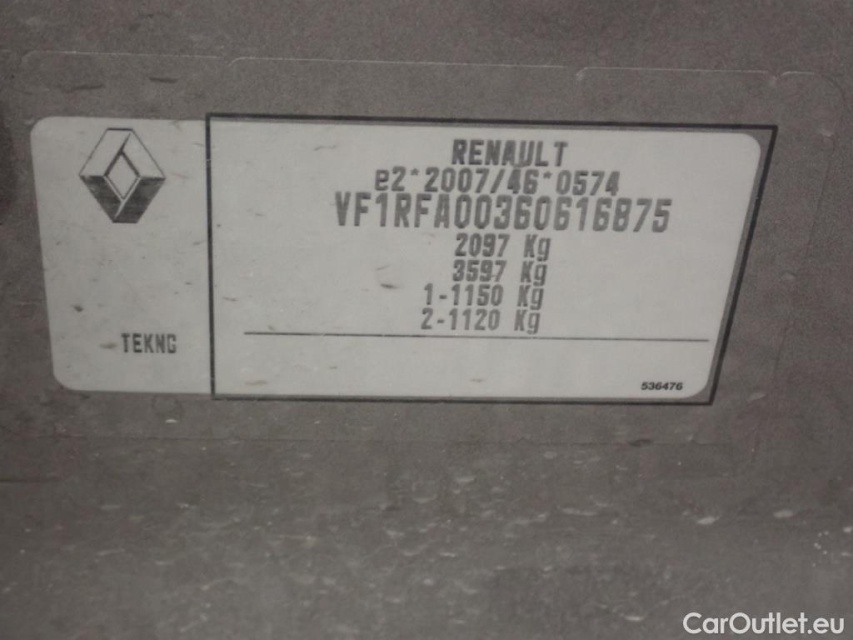 RENAULT
e2*2007/46*0574
VF1RFA00360616875
2097 Kg
3597 Kg
1-1150 Kg
2-1120 Kg
TEKNG
536476
CarOutlet.eu